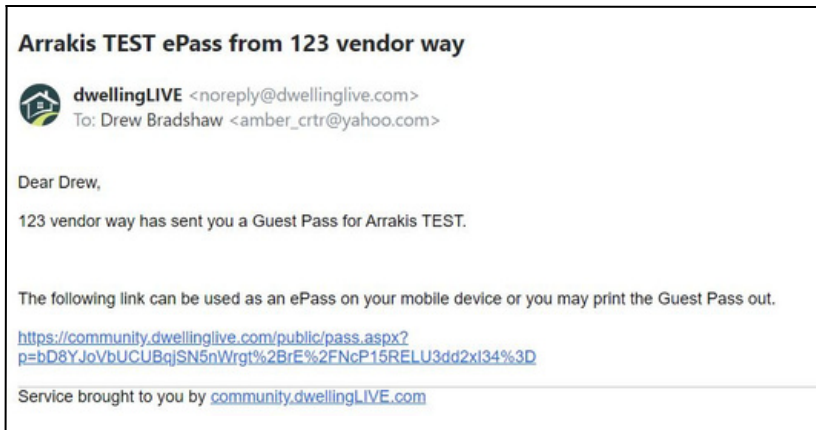 Arrakis TEST ePass from 123 vendor way
dwellingLIVE <noreply@dwellinglive.com>
To: Drew Bradshaw <amber_crtr@yahoo.com>
Dear Drew,
123 vendor way has sent you a Guest Pass for Arrakis TEST.
The following link can be used as an ePass on your mobile device or you may print the Guest Pass out.
https://community.dwellinglive.com/public/pass.aspx?
p=bD8YJoVbUCUBqjSN5nWrgt%2BrE%2FNcP15RELU3dd2xI34%3D
Service brought to you by community.dwellingLIVE.com